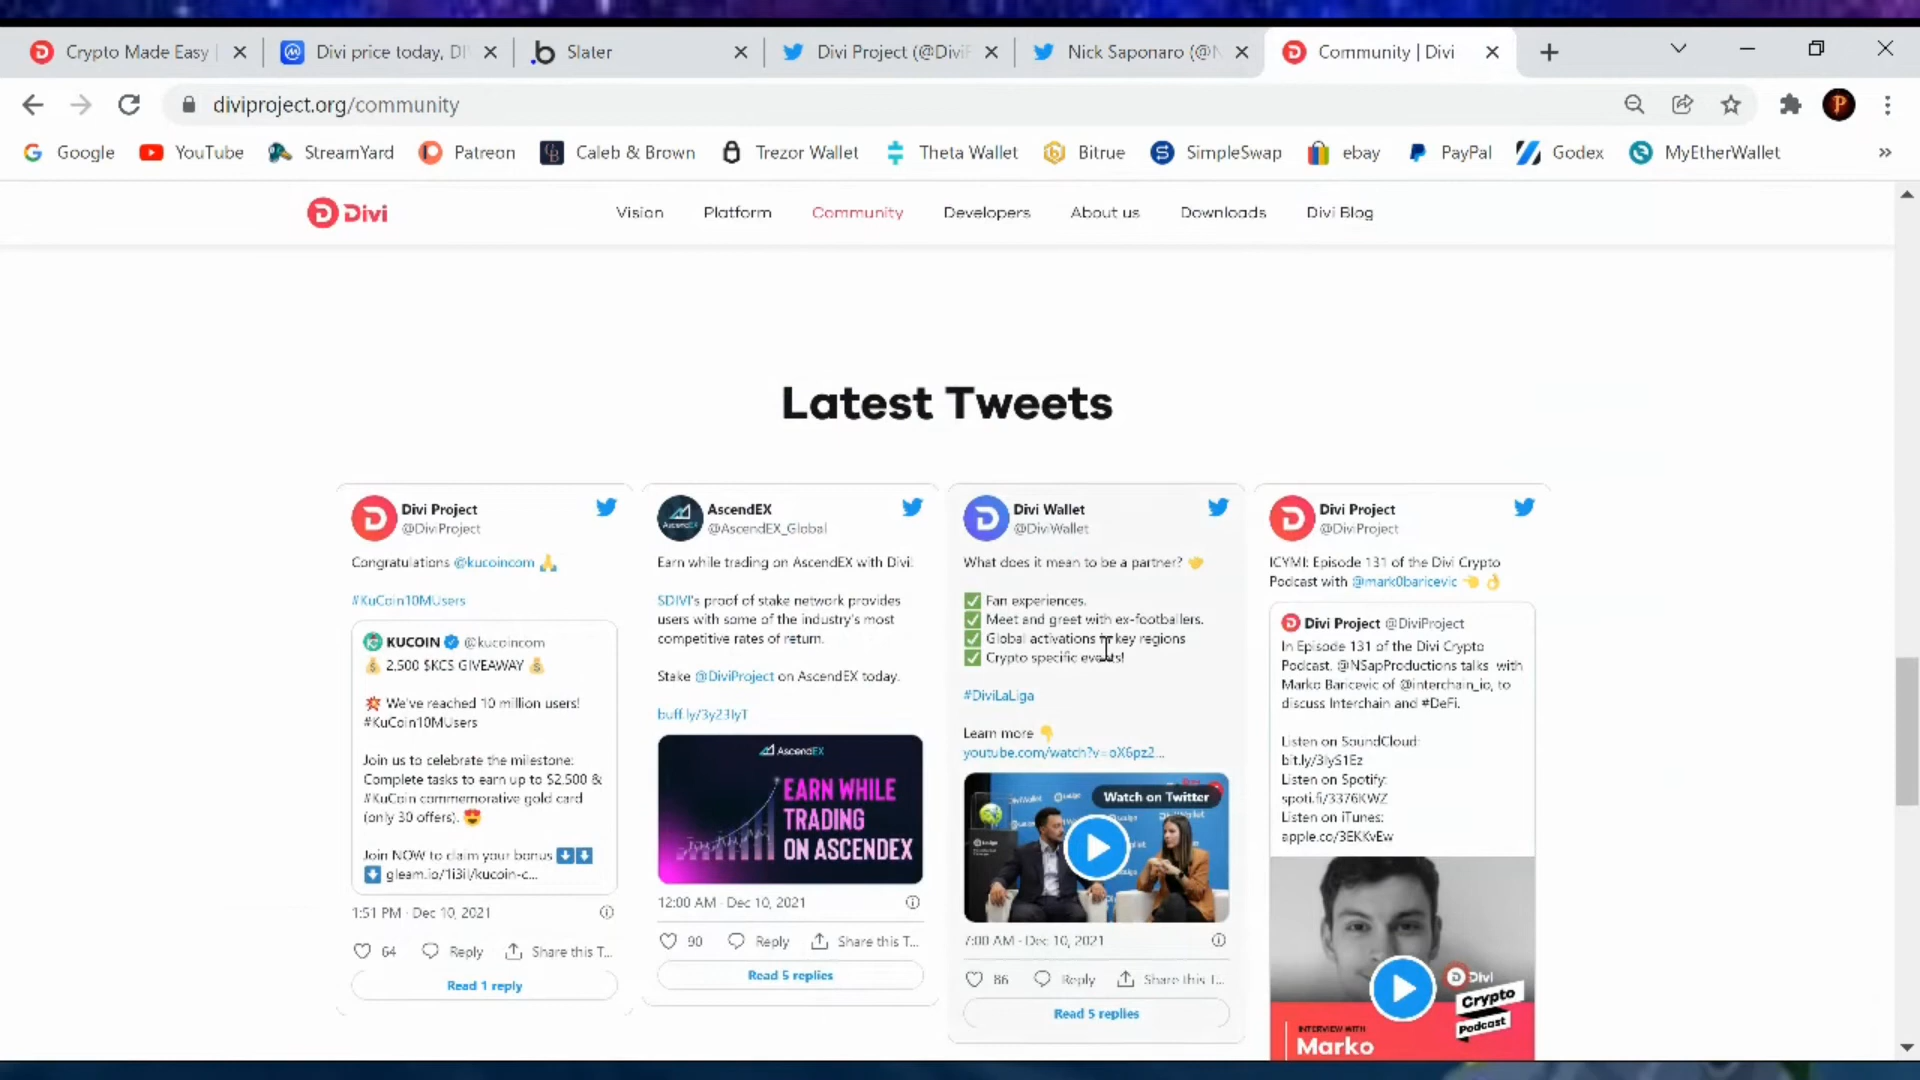 Crypto Made Easy
Divi price today, DI
Slater
Divi Project (@DiviF
Nick Saponaro (@N
Community | Divi
diviproject.org/community
Google
YouTube
StreamYard
Patreon
Caleb & Brown
Trezor Wallet
Theta Wallet
Bitrue
SimpleSwap
ebay
PayPal
Godex
MyEtherWallet
Divi
Vision
Platform
Community
Developers
About us
Downloads
Divi Blog
Latest Tweets
Divi Project
@DiviProject
Congratulations @kucoincom 🙏
#KuCoin10MUsers
KUCOIN @kucoincom
💰 2,500 $KCS GIVEAWAY 💰
💥 We've reached 10 million users!
#KuCoin10MUsers
Join us to celebrate the milestone:
Complete tasks to earn up to $2,500 &
#KuCoin commemorative gold card
(only 30 offers). 😍
Join NOW to claim your bonus ⬇️⬇️
⬇️
1:51 PM · Dec 10, 2021
64 Reply Share this T...
Read 1 reply
AscendEX
@AscendEX_Global
Earn while trading on AscendEX with Divi!
$DIVI's proof of stake network provides
users with some of the industry's most
competitive rates of return.
Stake @DiviProject on AscendEX today.
buff.ly/3y23IyT
AscendEX
EARN WHILE
TRADING
ON ASCENDEX
12:00 AM · Dec 10, 2021
90 Reply Share this T...
Read 5 replies
Divi Wallet
@DiviWallet
What does it mean to be a partner? 🤝
✅ Fan experiences.
✅ Meet and greet with ex-footballers.
✅ Global activations in key regions
✅ Crypto specific events!
#DiviLaLiga
Learn more 👇
youtube.com/watch?v=oX6pz2...
Watch on Twitter
7:00 AM · Dec 10, 2021
86 Reply Share this T...
Read 5 replies
Divi Project
@DiviProject
ICYMI: Episode 131 of the Divi Crypto
Podcast with @mark0baricevic 👈 👌
Divi Project @DiviProject
In Episode 131 of the Divi Crypto
Podcast, @NSapProductions talks with
Marko Baricevic of @interchain_io, to
discuss Interchain and #DeFi.
Listen on SoundCloud:
bit.ly/3IyS1Ez
Listen on Spotify:
spoti.fi/3376KWZ
Listen on iTunes:
apple.co/3EKKvEw
Divi
Crypto
Podcast
INTERVIEW WITH
Marko